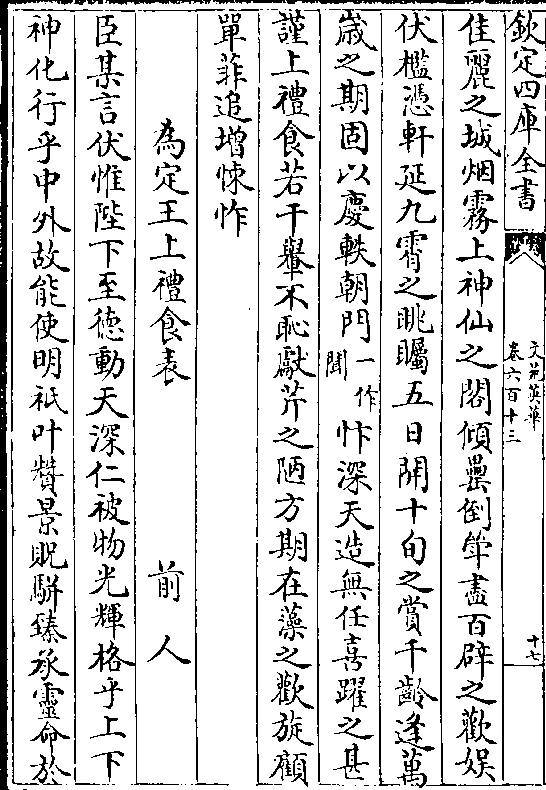 欽定四庫全書
文苑英華
卷六百十三
十七
佳麗之城烟霧上神仙之閣傾罍倒斝盡百辟之歡娱
伏檻憑軒延九霄之眺矚五日開十旬之賞千齡逢萬
嵗之期固以慶軼朝門一作聞忭深天造無任喜躍之甚
謹上禮食若干轝不恥獻芹之陋方期在藻之歡旋顧
單菲追增悚怍
為定王上禮食表 前人
臣某言伏惟陛下至徳動天深仁被物光輝格乎上下
神化行乎中外故能使明祇叶贊景貺駢臻承靈命於